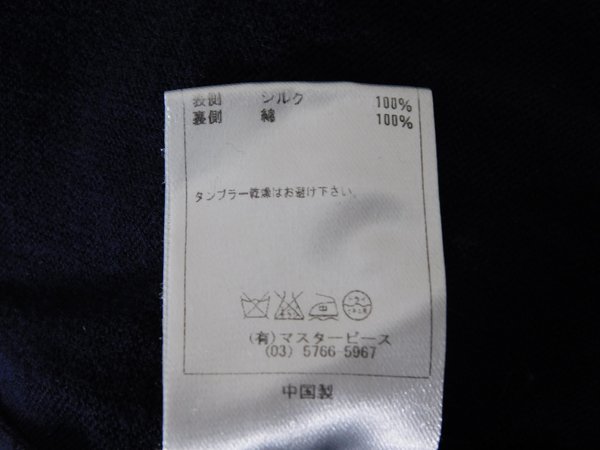 表側 シルク 100%
裏側 綿 100%
タンブラー乾燥はお避け下さい。
中
(有)マスターピース
(03) 5766-5967
中国製